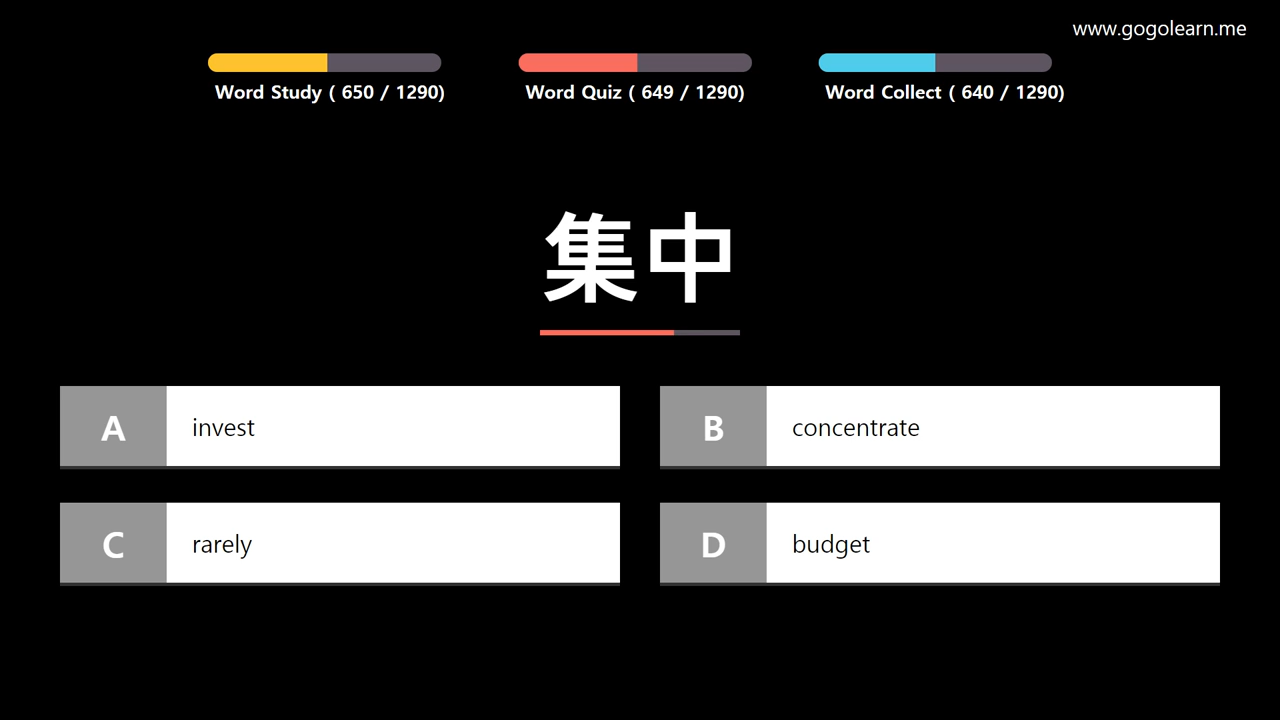 www.gogolearn.me
Word Study ( 650 / 1290)
Word Quiz ( 649 / 1290)
Word Collect ( 640 / 1290)
集中
A invest
B concentrate
C rarely
D budget